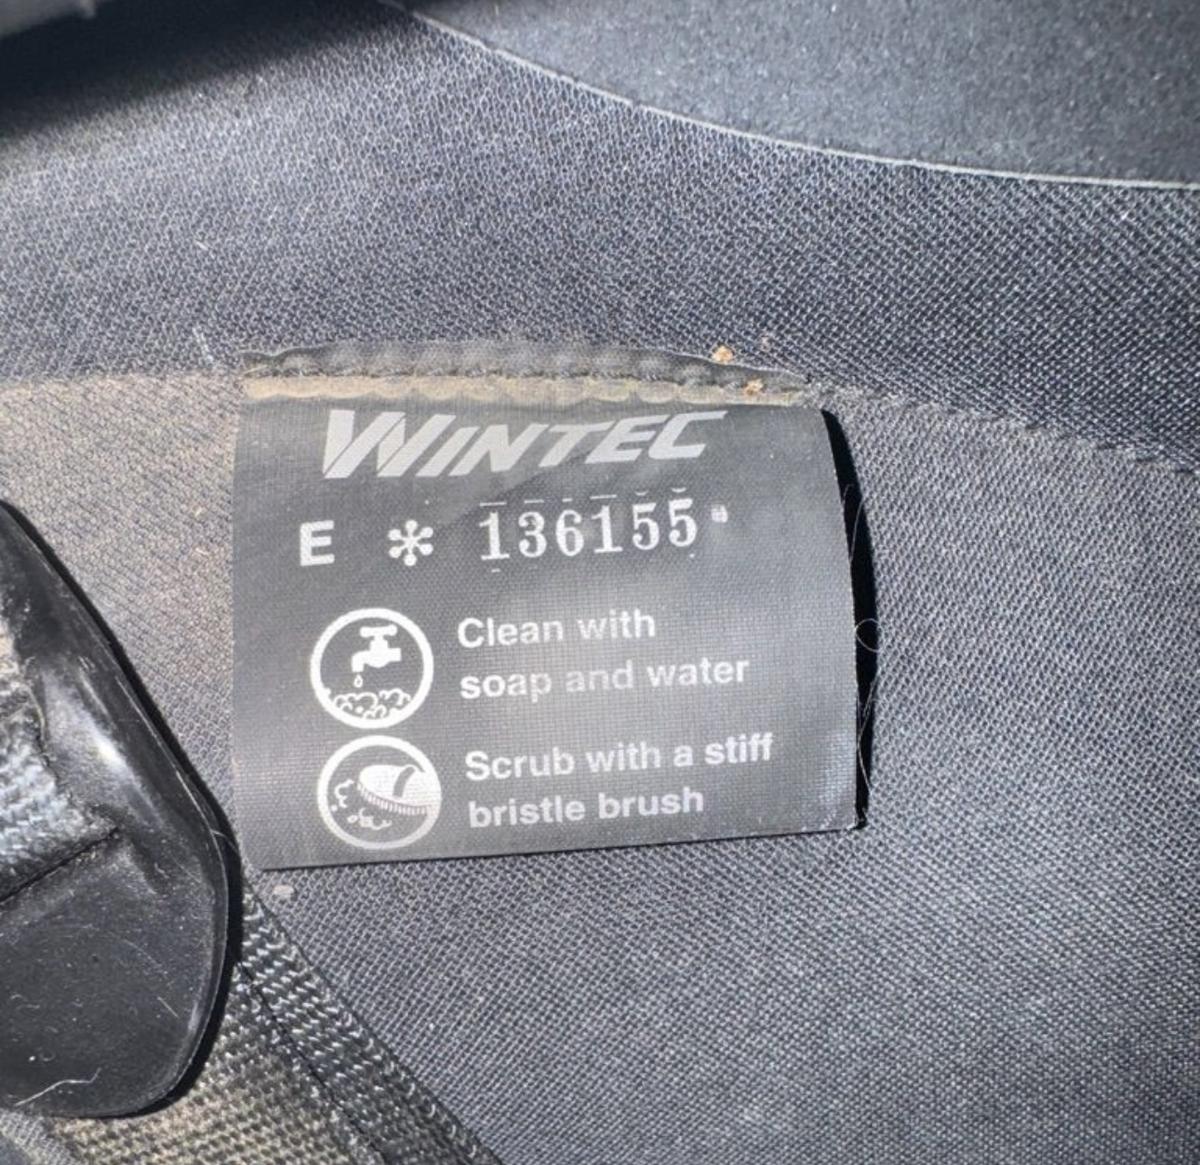 WINTEC
E * 136155
Clean with
soap and water
Scrub with a stiff
bristle brush